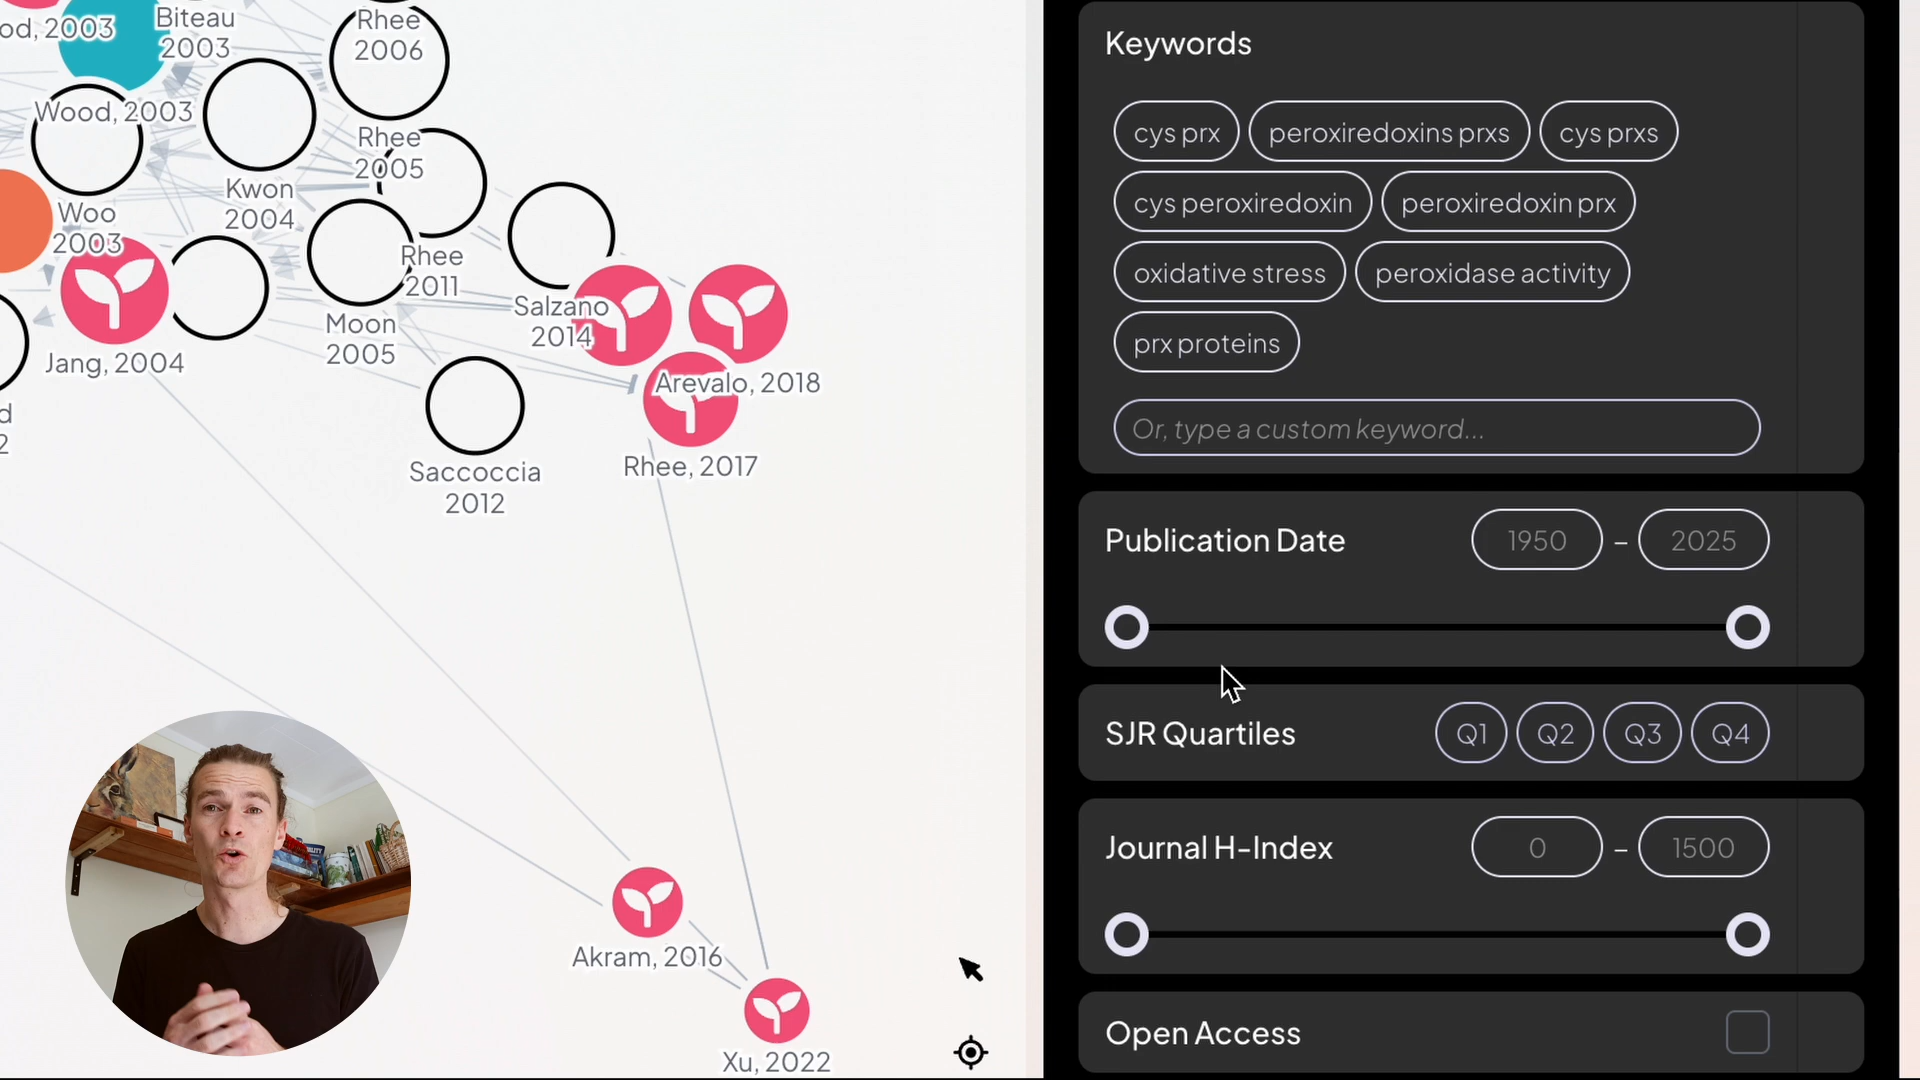 od, 2003
Biteau
2003
Rhee
2006
Wood, 2003
Rhee
2005
Kwon
2004
Woo
2003
Rhee
2011
Salzano
2014
Moon
2005
Jang, 2004
Arevalo, 2018
d
2
Saccoccia
2012
Rhee, 2017
Akram, 2016
Xu, 2022
Keywords
cys prx
peroxiredoxins prxs
cys prxs
cys peroxiredoxin
peroxiredoxin prx
oxidative stress
peroxidase activity
prx proteins
Or, type a custom keyword...
Publication Date
1950 – 2025
SJR Quartiles
Q1 Q2 Q3 Q4
Journal H-Index
0 – 1500
Open Access